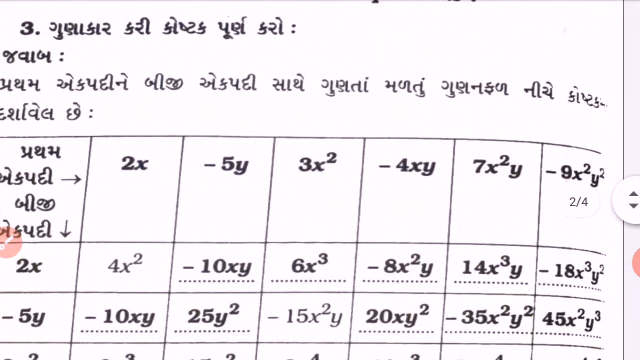 3. ગુણાકાર કરી કોષ્ટક પૂર્ણ કરો :
જવાબ :
પ્રથમ એકપદીને બીજી એકપદી સાથે ગુણતાં મળતું ગુણનફળ નીચે કોષ્ટક
દર્શાવેલ છે :
પ્રથમ એકપદી → બીજી એકપદી ↓ 2x – 5y 3x² – 4xy 7x²y – 9x²y²
2/4
2x 4x² – 10xy 6x³ – 8x²y 14x³y – 18x³y²
– 5y – 10xy 25y² – 15x²y 20xy² – 35x²y² 45x²y³